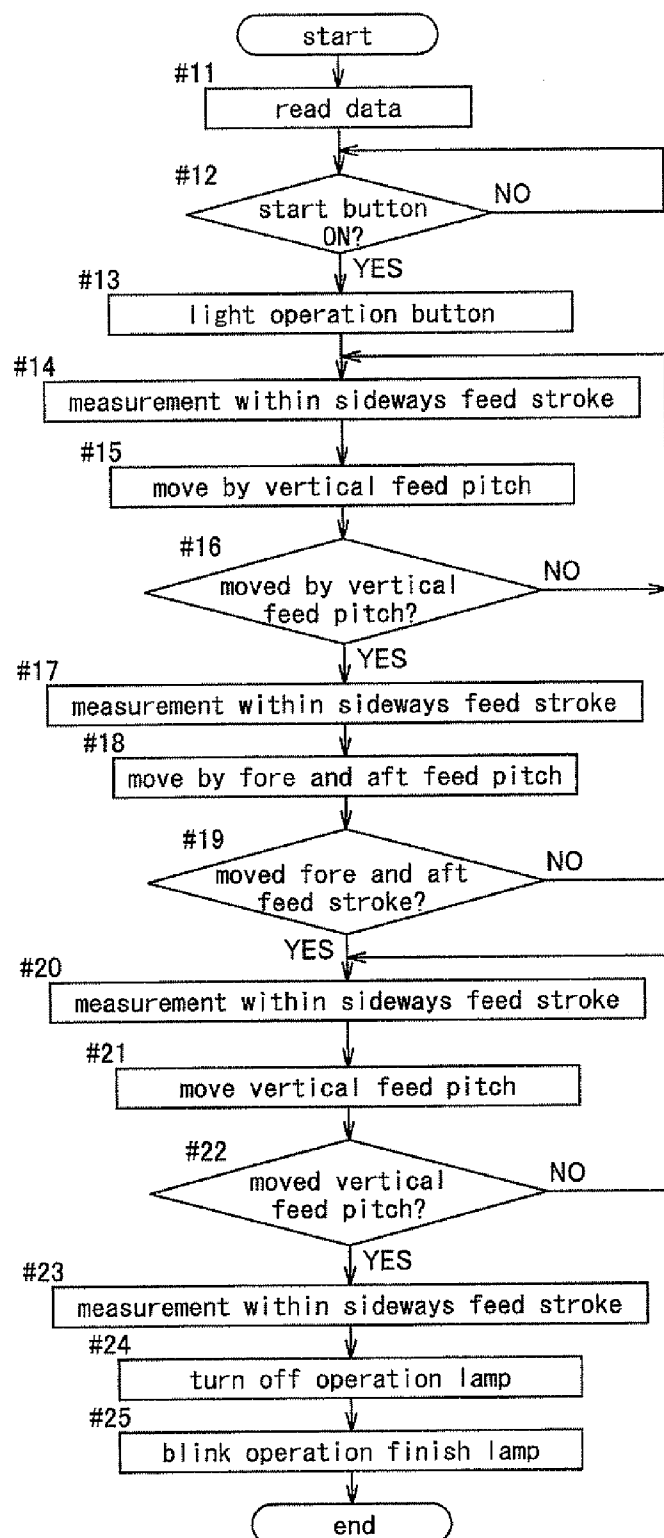 start
#11
read data
#12
start button
ON?
NO
YES
#13
light operation button
#14
measurement within sideways feed stroke
#15
move by vertical feed pitch
#16
moved by vertical
feed pitch?
NO
YES
#17
measurement within sideways feed stroke
#18
move by fore and aft feed pitch
#19
moved fore and aft
feed stroke?
NO
YES
#20
measurement within sideways feed stroke
#21
move vertical feed pitch
#22
moved vertical
feed pitch?
NO
YES
#23
measurement within sideways feed stroke
#24
turn off operation lamp
#25
blink operation finish lamp
end